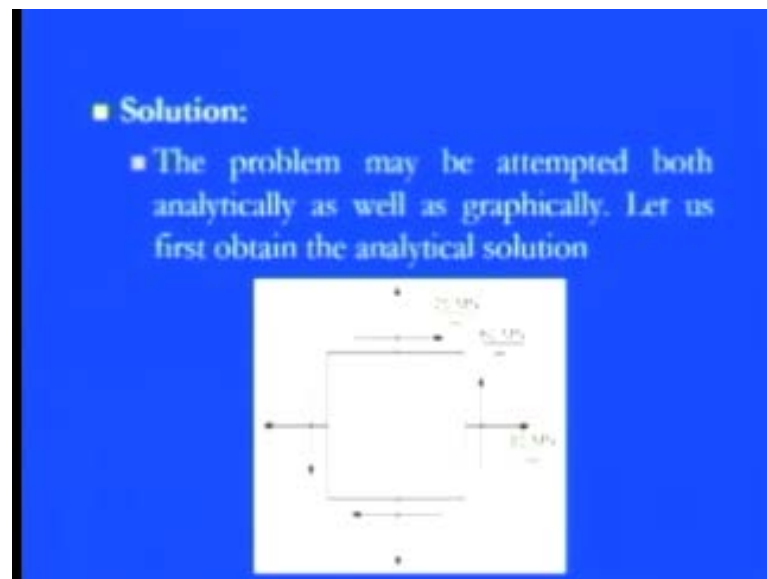 Solution:
The problem may be attempted both
analytically as well as graphically. Let us
first obtain the analytical solution